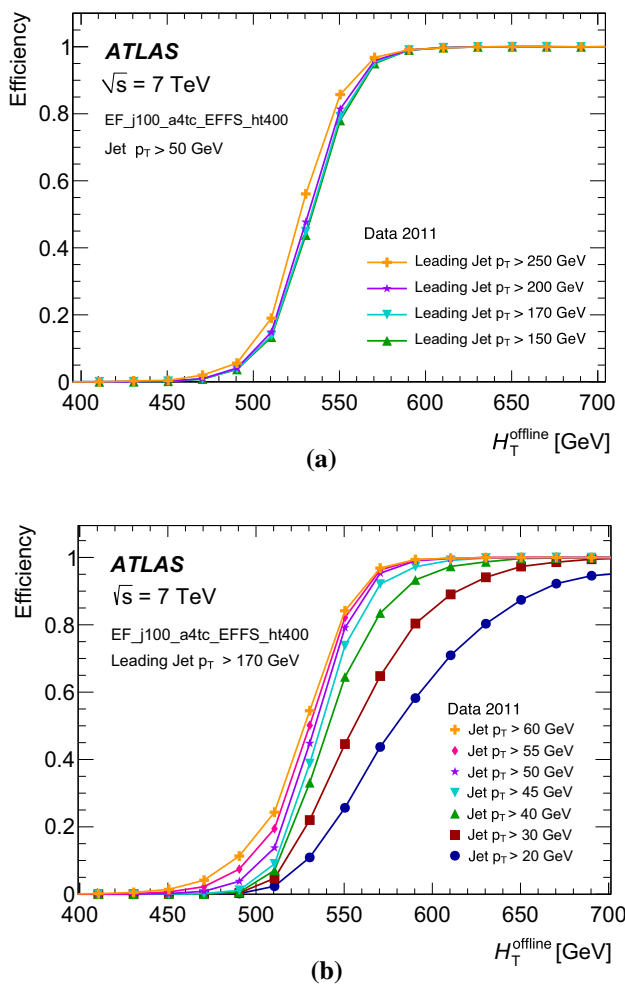 Efficiency
1
0.8
0.6
0.4
0.2
0
ATLAS
√s = 7 TeV
EF_j100_a4tc_EFFS_ht400
Jet p_T > 50 GeV
Data 2011
Leading Jet p_T > 250 GeV
Leading Jet p_T > 200 GeV
Leading Jet p_T > 170 GeV
Leading Jet p_T > 150 GeV
400 450 500 550 600 650 700
H_T^offline [GeV]
(a)
Efficiency
1
0.8
0.6
0.4
0.2
0
ATLAS
√s = 7 TeV
EF_j100_a4tc_EFFS_ht400
Leading Jet p_T > 170 GeV
Data 2011
Jet p_T > 60 GeV
Jet p_T > 55 GeV
Jet p_T > 50 GeV
Jet p_T > 45 GeV
Jet p_T > 40 GeV
Jet p_T > 30 GeV
Jet p_T > 20 GeV
400 450 500 550 600 650 700
H_T^offline [GeV]
(b)